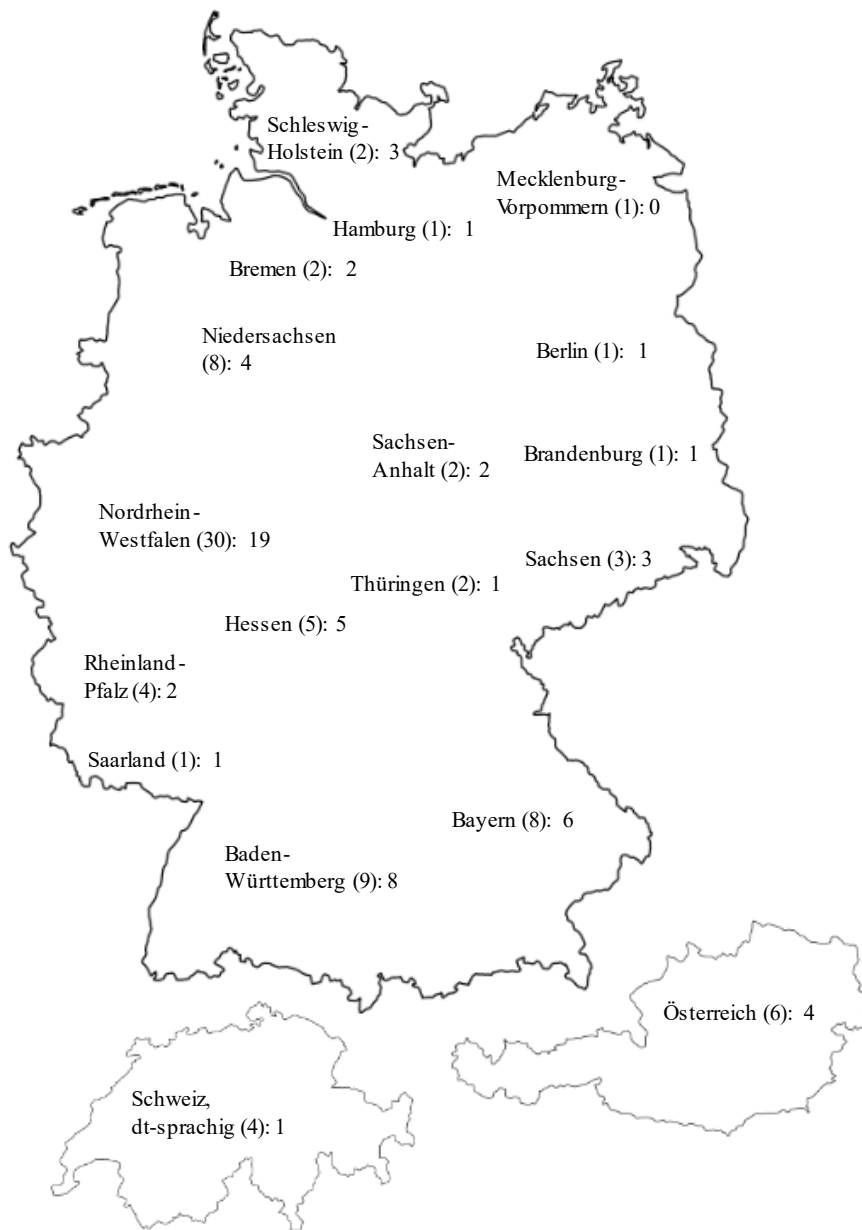 Schleswig-
Holstein (2): 3
Mecklenburg-
Vorpommern (1): 0
Hamburg (1): 1
Bremen (2): 2
Niedersachsen
(8): 4
Berlin (1): 1
Sachsen-
Anhalt (2): 2
Brandenburg (1): 1
Nordrhein-
Westfalen (30): 19
Sachsen (3): 3
Thüringen (2): 1
Hessen (5): 5
Rheinland-
Pfalz (4): 2
Saarland (1): 1
Bayern (8): 6
Baden-
Württemberg (9): 8
Österreich (6): 4
Schweiz,
dt-sprachig (4): 1